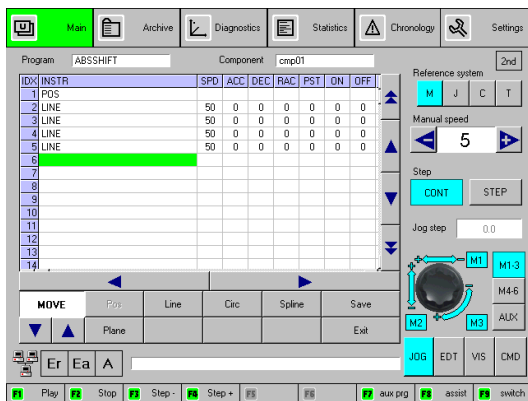 Main Archive Diagnostics Statistics Chronology Settings
Program ABSSHIFT Component cmp01 2nd
Reference system
M J C T
IDX INSTR SPD ACC DEC RAC PST ON OFF
1 POS
2 LINE 50 0 0 0 0 0 0
3 LINE 50 0 0 0 0 0 0
4 LINE 50 0 0 0 0 0 0
5 LINE 50 0 0 0 0 0 0
6
7
8
9
10
11
12
13
14
Manual speed
5
Step
CONT STEP
Jog step 0.0
M1 M1-3
M4-6
M2 M3 AUX
MOVE Pos Line Circ Spline Save
Plane Exit
JOG EDT VIS CMD
Er Ea A
F1 Play F2 Stop F3 Step - F4 Step + F5 F6 F7 aux prg F8 assist F9 switch